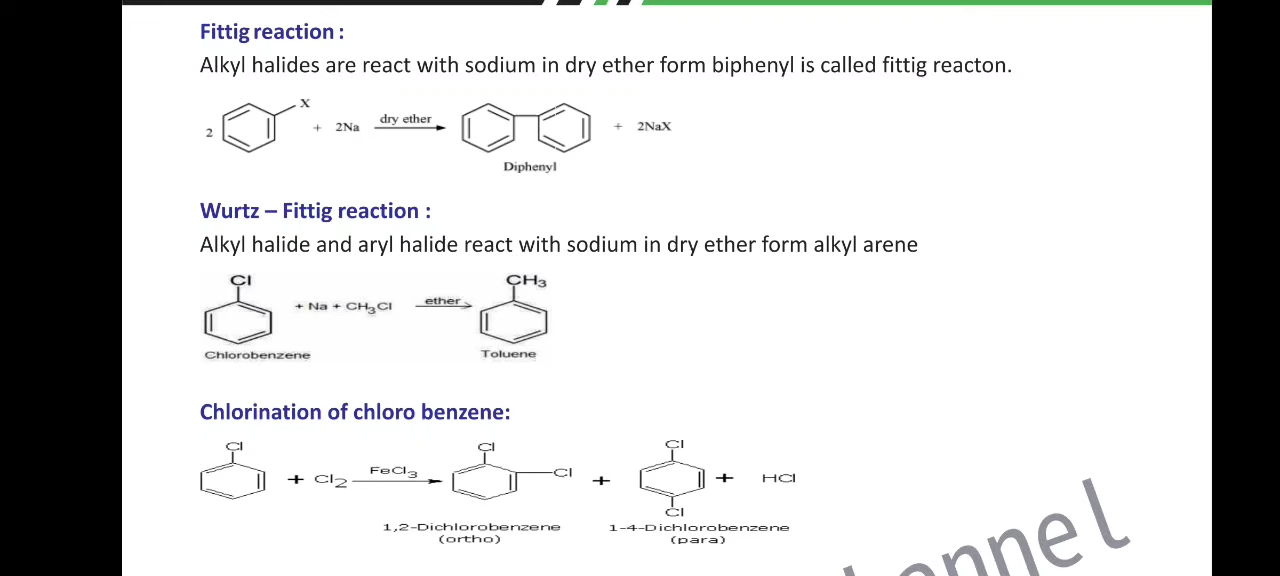 Fittig reaction :
Alkyl halides are react with sodium in dry ether form biphenyl is called fittig reacton.
2 X + 2Na dry ether + 2NaX
Diphenyl
Wurtz – Fittig reaction :
Alkyl halide and aryl halide react with sodium in dry ether form alkyl arene
Cl CH3
+ Na + CH3Cl ether
Chlorobenzene Toluene
Chlorination of chloro benzene:
Cl Cl Cl
+ Cl2 FeCl3 Cl + + HCl
Cl
1,2-Dichlorobenzene 1-4-Dichlorobenzene
(ortho) (para)